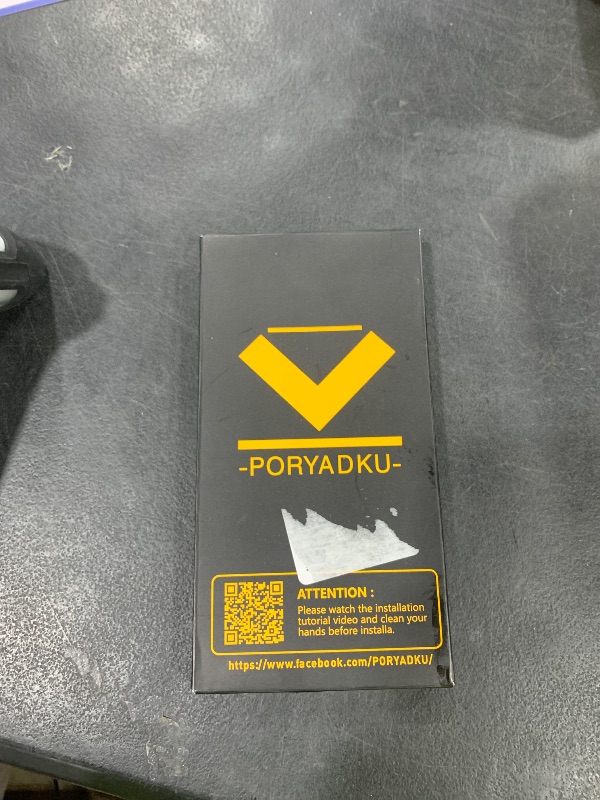 -PORYADKU-
ATTENTION :
Please watch the installation
tutorial video and clean your
hands before installa.
https://www.facebook.com/PORYADKU/